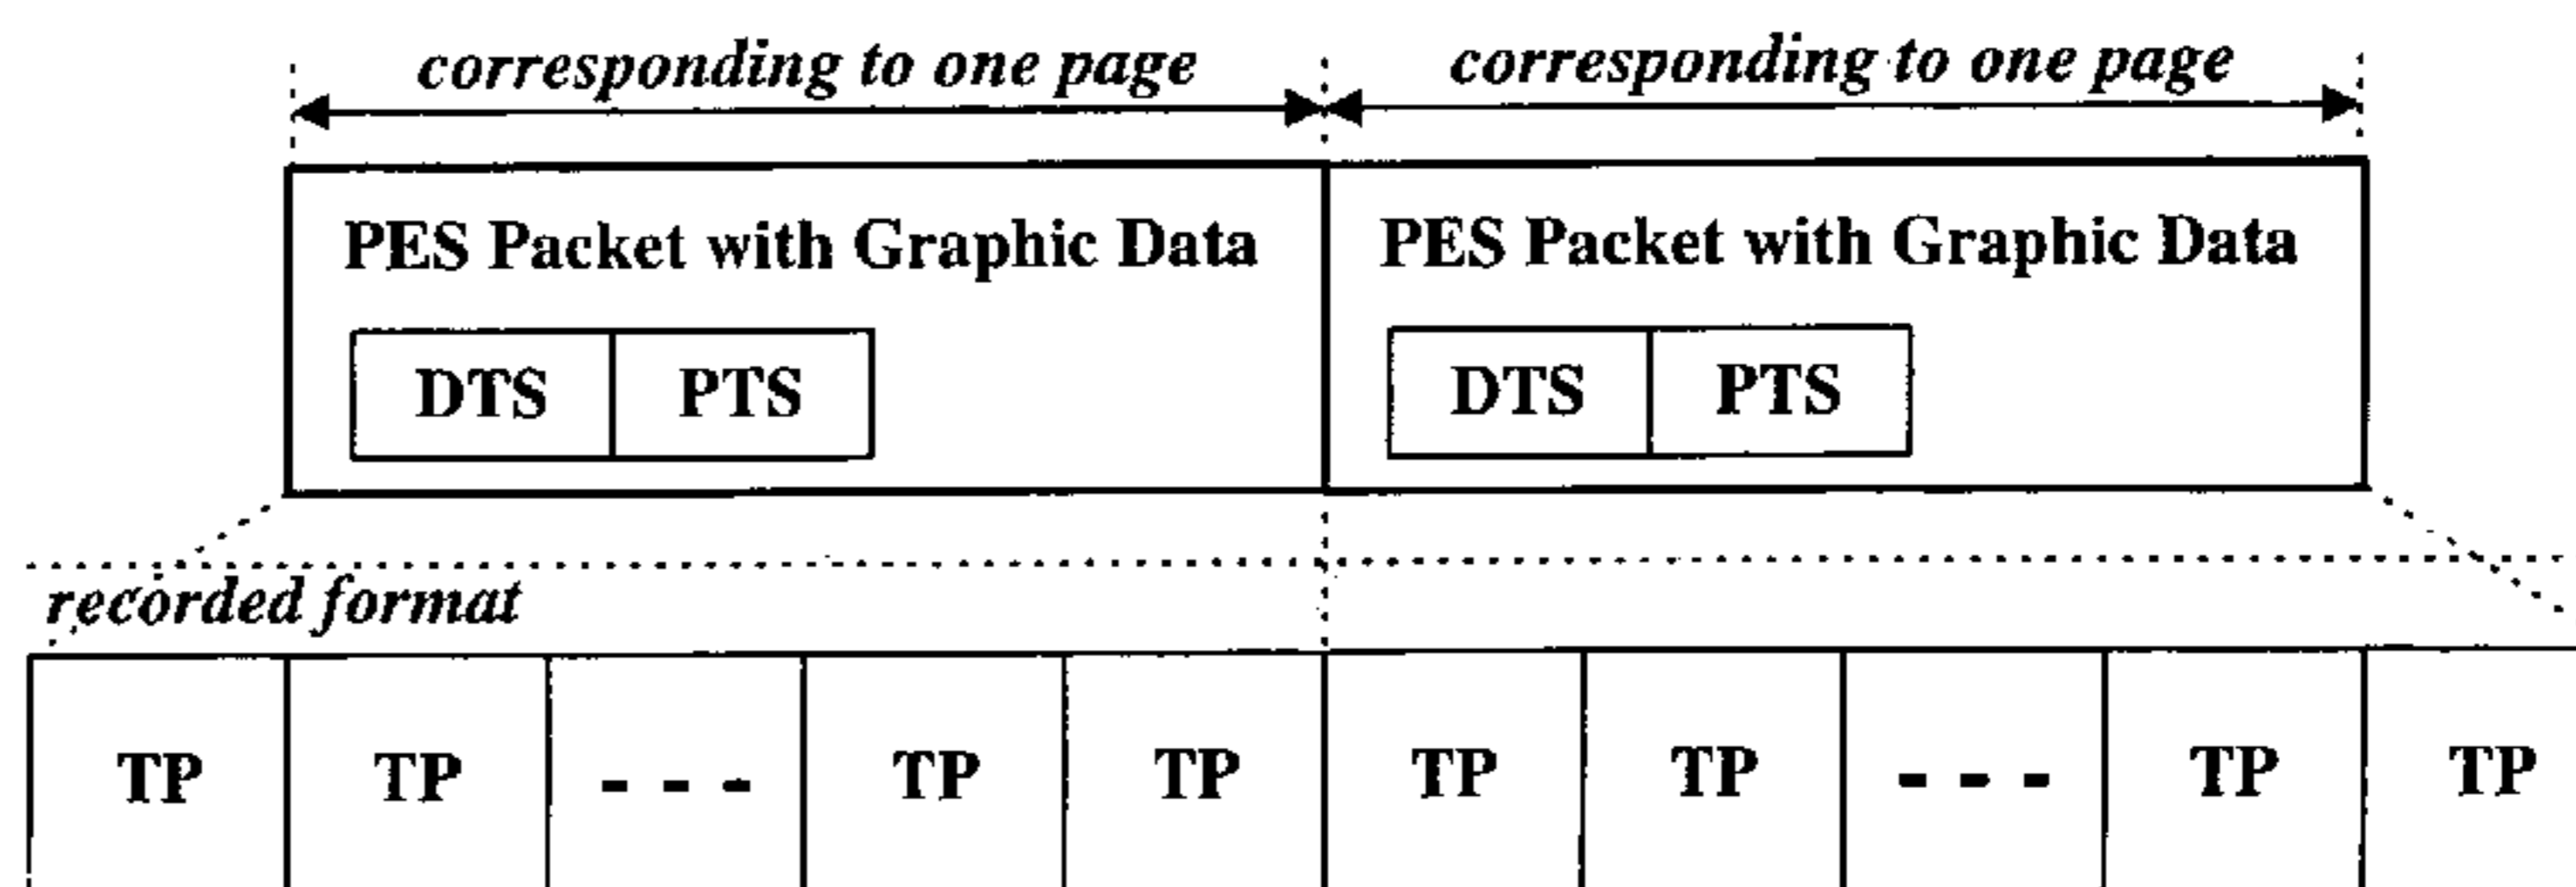 corresponding to one page corresponding to one page
PES Packet with Graphic Data PES Packet with Graphic Data
DTS PTS DTS PTS
recorded format
TP TP - - - TP TP TP TP - - - TP TP